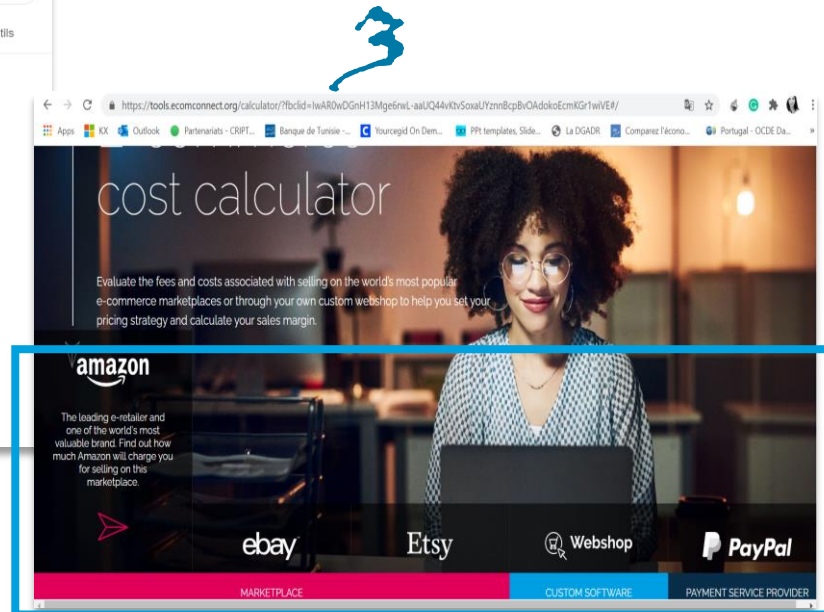 tils
3
https://tools.ecomconnect.org/calculator/?fbclid=IwAR0wDGnH13Mge6rwL-aaUQ44vKtvSoxaUYznnBcpBvOAdokoEcmKGr1wiVE#/
Apps KX Outlook Partenariats - CRIPT... Banque de Tunisie -... Yourcegid On Dem... PPt templates, Slide... La DGADR Comparez l'écono... Portugal - OCDE Da... »
cost calculator
Evaluate the fees and costs associated with selling on the world's most popular
e-commerce marketplaces or through your own custom webshop to help you set your
pricing strategy and calculate your sales margin.
amazon
The leading e-retailer and
one of the world's most
valuable brand. Find out how
much Amazon will charge you
for selling on this
marketplace.
ebay Etsy Webshop PayPal
MARKETPLACE CUSTOM SOFTWARE PAYMENT SERVICE PROVIDER